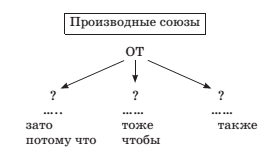 Производные союзы
ОТ
? ? ?
..... ...... ......
зато тоже также
потому что чтобы